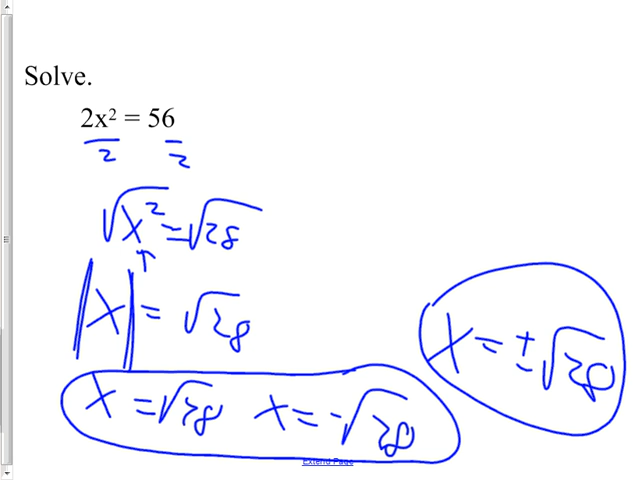 Solve.
2x² = 56
2 2
√x² = √28
↑
|x| = √28
x = √28 x = -√28
x = ±√28
Extend Page